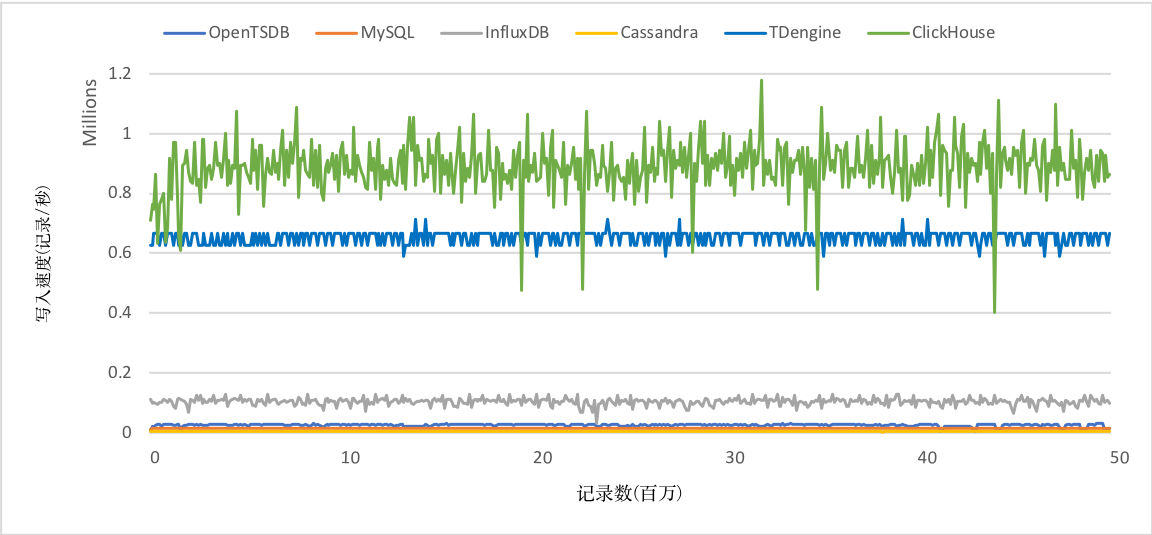 OpenTSDB MySQL InfluxDB Cassandra TDengine ClickHouse
Millions
1.2
1
0.8
0.6
0.4
0.2
0
写入速度(记录/秒)
0 10 20 30 40 50
记录数(百万)